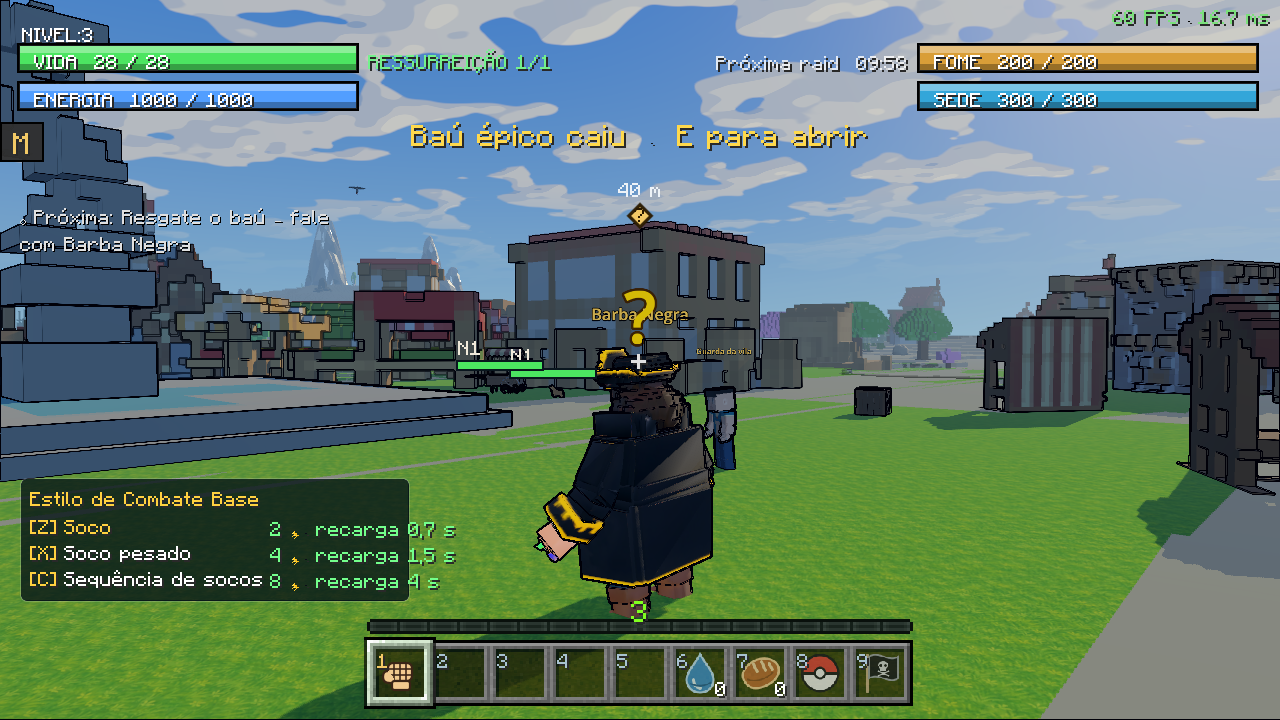 60 FPS · 16.7 ms
NIVEL:3
VIDA 28 / 28
RESSURREIÇÃO 1/1
Próxima raid 09:58
FOME 200 / 200
ENERGIA 1000 / 1000
SEDE 300 / 300
M
Baú épico caiu · E para abrir
40 m
Próxima: Resgate o baú - fale
com Barba Negra
?
Barba Negra
Guarda da vila
N1
N1
Estilo de Combate Base
[Z] Soco 2 recarga 0,7 s
[X] Soco pesado 4 recarga 1,5 s
[C] Sequência de socos 8 recarga 4 s
3
1 2 3 4 5 6 7 8 9
0 0